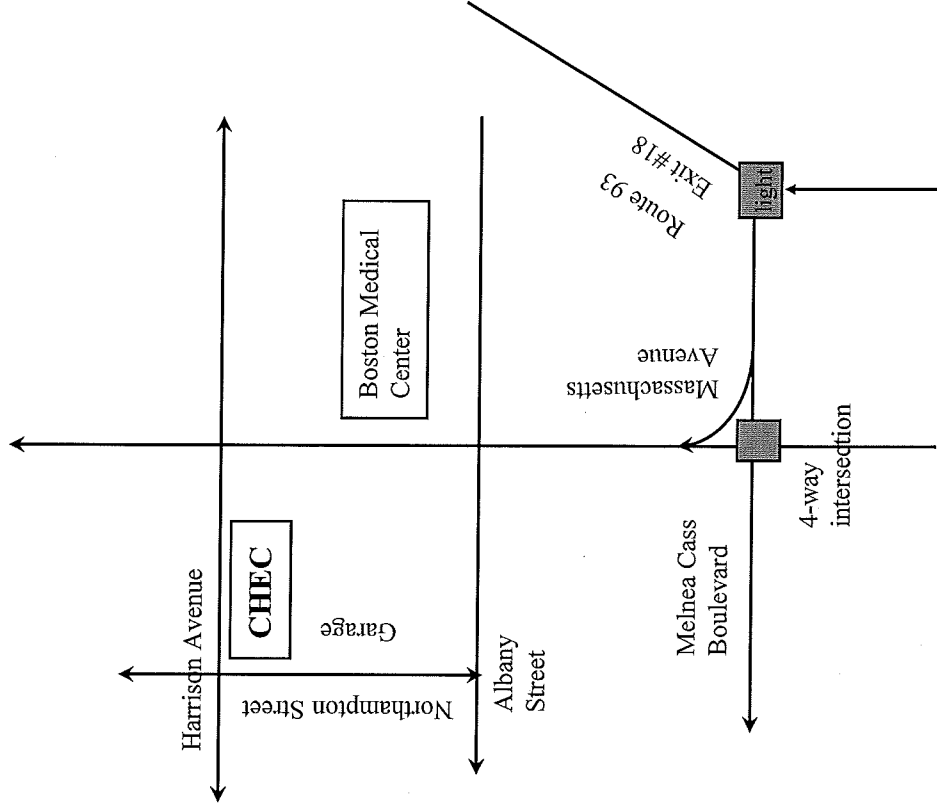 Harrison Avenue
CHEC
Boston Medical
Center
Garage
Northampton Street
Albany
Street
Massachusetts
Avenue
Route 93
Exit #18
light
Melnea Cass
Boulevard
4-way
intersection